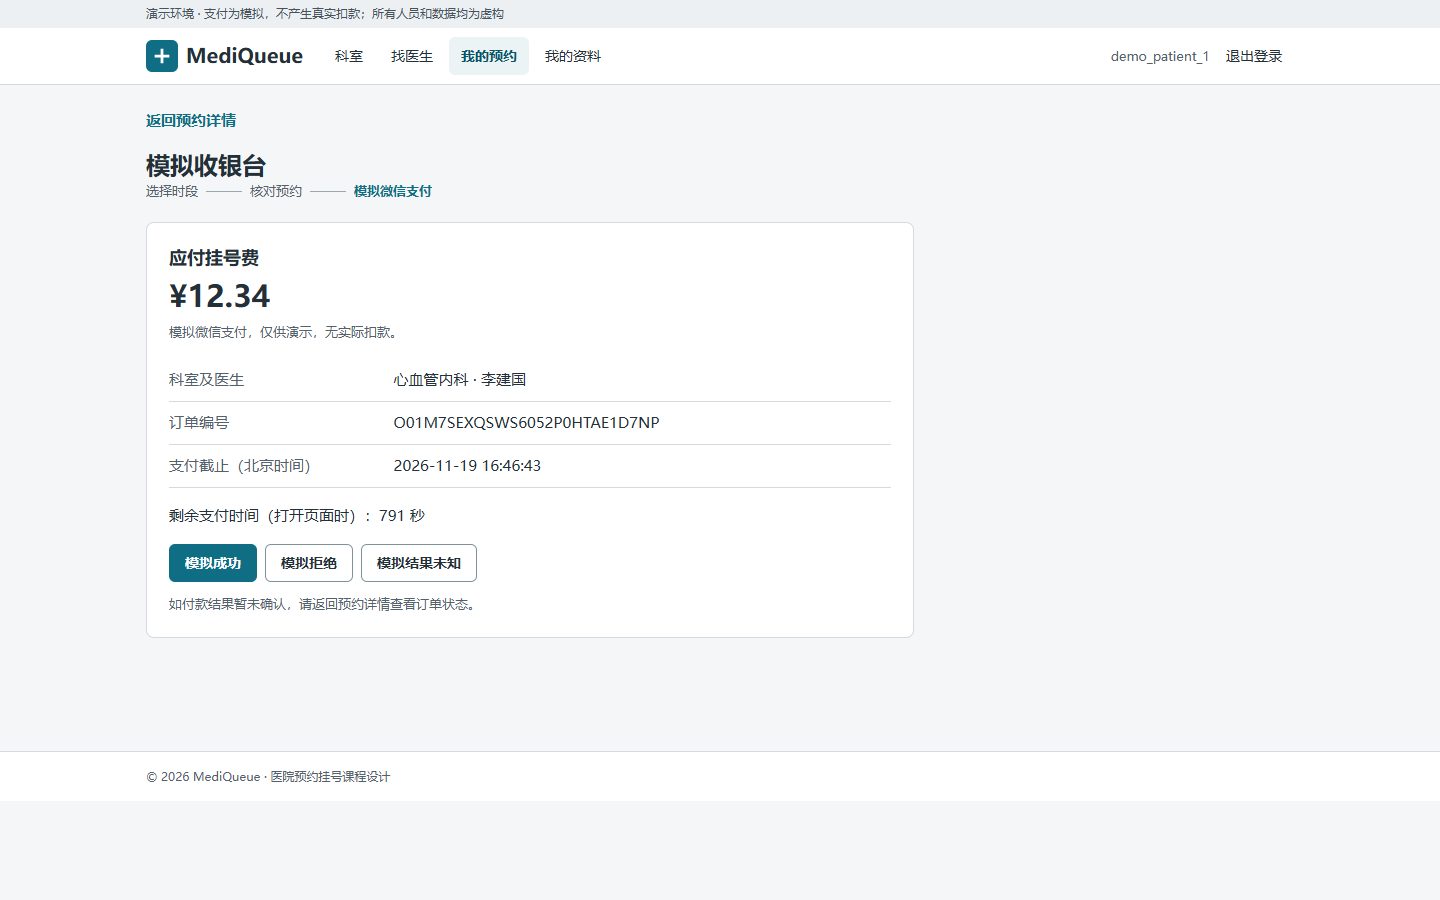 演示环境 · 支付为模拟，不产生真实扣款；所有人员和数据均为虚构
MediQueue 科室 找医生 我的预约 我的资料 demo_patient_1 退出登录
返回预约详情
模拟收银台
选择时段 核对预约 模拟微信支付
应付挂号费
¥12.34
模拟微信支付，仅供演示，无实际扣款。
科室及医生 心血管内科 · 李建国
订单编号 O01M7SEXQSWS6052P0HTAE1D7NP
支付截止（北京时间） 2026-11-19 16:46:43
剩余支付时间（打开页面时）：791 秒
模拟成功 模拟拒绝 模拟结果未知
如付款结果暂未确认，请返回预约详情查看订单状态。
© 2026 MediQueue · 医院预约挂号课程设计